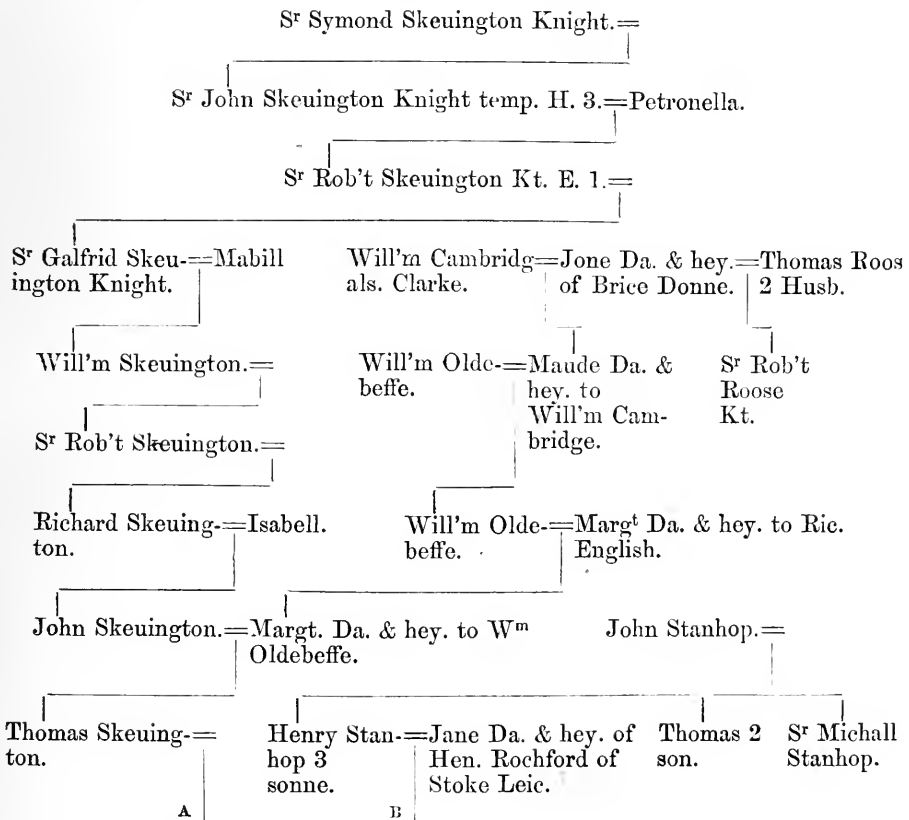 Sʳ Symond Skeuington Knight.=
Sʳ John Skeuington Knight temp. H. 3.=Petronella.
Sʳ Rob't Skeuington Kt. E. 1.=
Sʳ Galfrid Skeu-=Mabill
ington Knight.
Will'm Cambridg=Jone Da. & hey.=Thomas Roos
als. Clarke.
of Brice Donne.
2 Husb.
Will'm Skeuington.=
Will'm Olde-=Maude Da. &
beffe.
hey. to
Will'm Cam-
bridge.
Sʳ Rob't
Roose
Kt.
Sʳ Rob't Skeuington.=
Richard Skeuing-=Isabell.
ton.
Will'm Olde-=Margᵗ Da. & hey. to Ric.
beffe.
English.
John Skeuington.=Margt. Da. & hey. to Wᵐ
Oldebeffe.
John Stanhop.=
Thomas Skeuing-=
ton.
Henry Stan-=Jane Da. & hey. of
hop 3
sonne.
Hen. Rochford of
Stoke Leic.
Thomas 2
son.
Sʳ Michall
Stanhop.
A
B